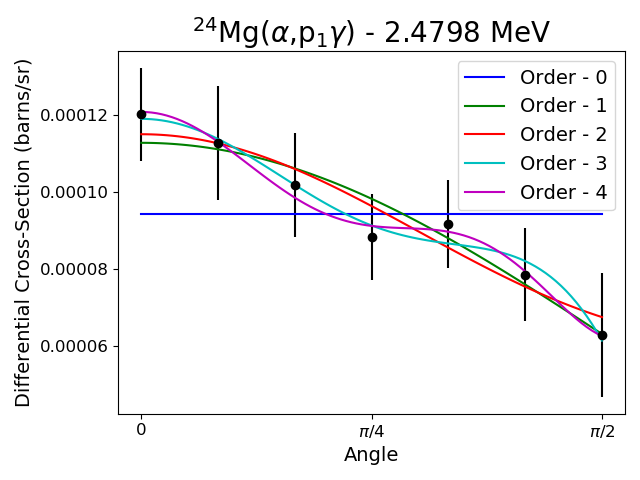 ²⁴Mg(α,p₁γ) - 2.4798 MeV
Differential Cross-Section (barns/sr)
0.00012
0.00010
0.00008
0.00006
Order - 0
Order - 1
Order - 2
Order - 3
Order - 4
0
π/4
π/2
Angle